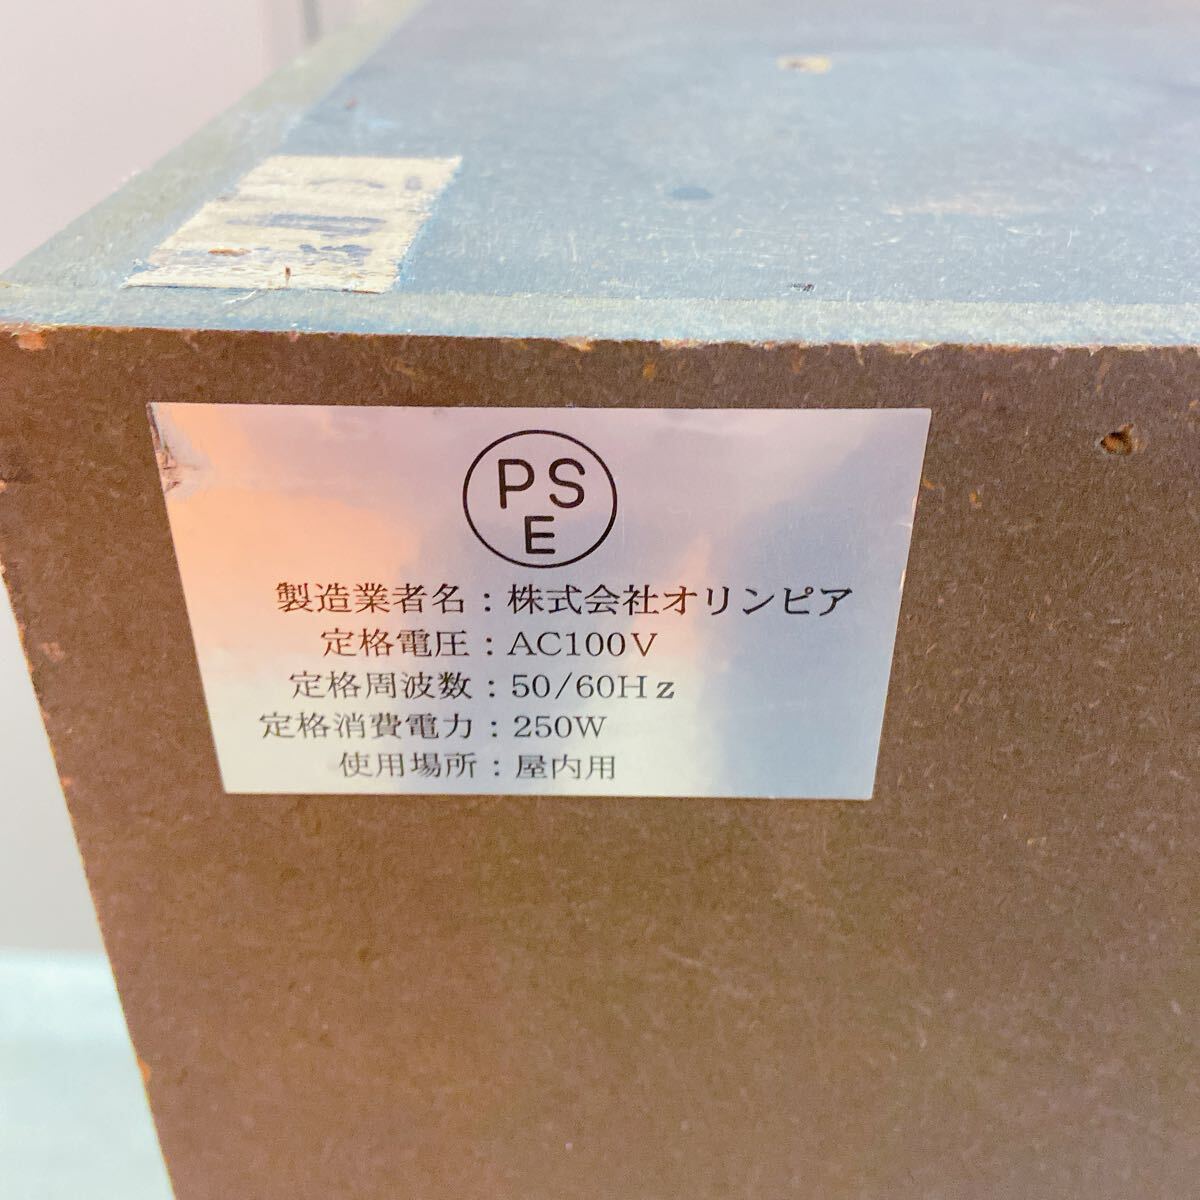 PS
E
製造業者名：株式会社オリンピア
定格電圧：AC100V
定格周波数：50/60Hz
定格消費電力：250W
使用場所：屋内用